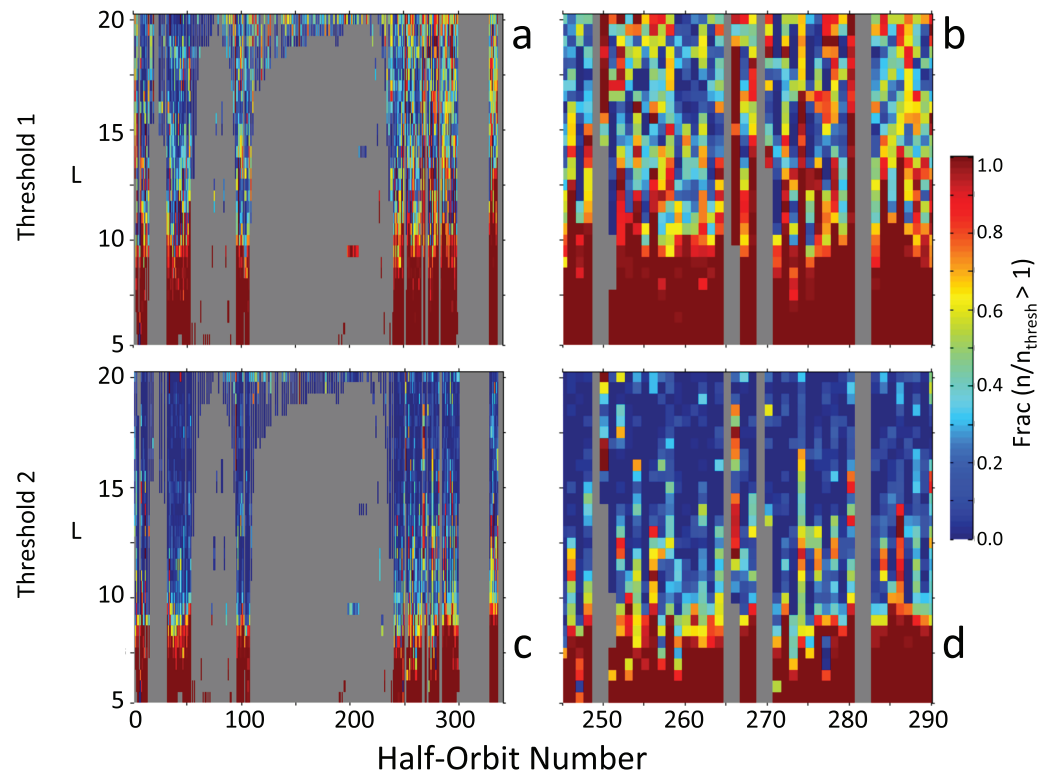 a
b
Threshold 1
L
20
15
10
5
1.0
0.8
0.6
0.4
0.2
0.0
Frac (n/n_thresh > 1)
c
d
Threshold 2
L
20
15
10
5
0 100 200 300
250 260 270 280 290
Half-Orbit Number